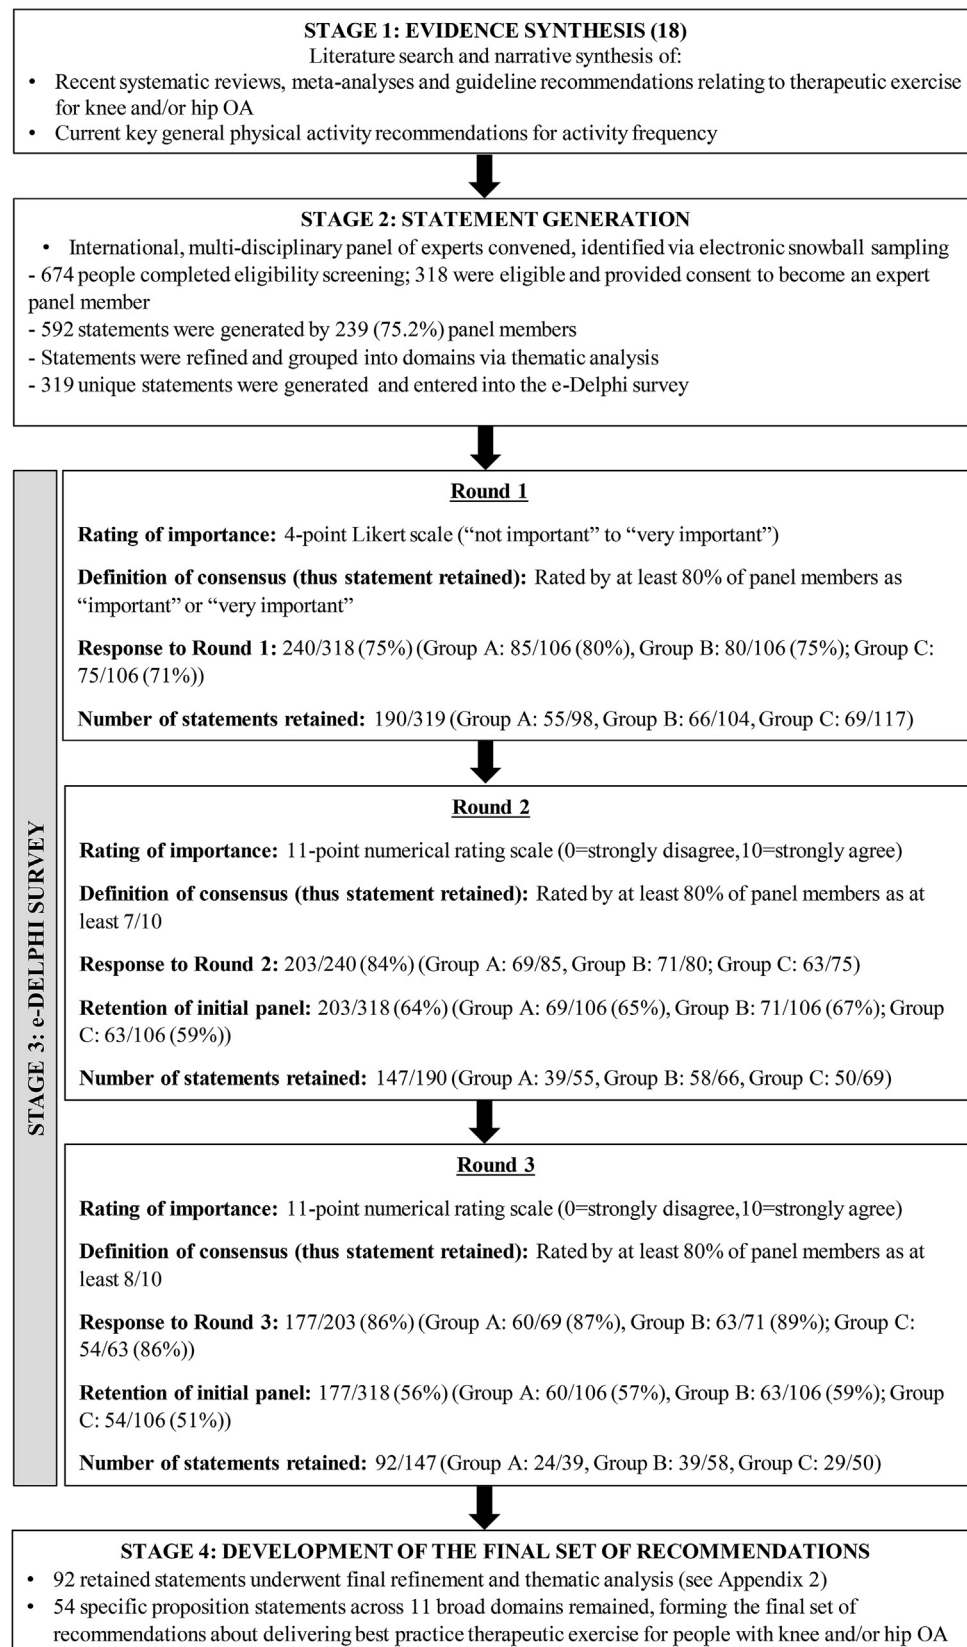 STAGE 1: EVIDENCE SYNTHESIS (18)
Literature search and narrative synthesis of:
• Recent systematic reviews, meta-analyses and guideline recommendations relating to therapeutic exercise
for knee and/or hip OA
• Current key general physical activity recommendations for activity frequency
STAGE 2: STATEMENT GENERATION
• International, multi-disciplinary panel of experts convened, identified via electronic snowball sampling
- 674 people completed eligibility screening; 318 were eligible and provided consent to become an expert
panel member
- 592 statements were generated by 239 (75.2%) panel members
- Statements were refined and grouped into domains via thematic analysis
- 319 unique statements were generated and entered into the e-Delphi survey
STAGE 3: e-DELPHI SURVEY
Round 1
Rating of importance: 4-point Likert scale (“not important” to “very important”)
Definition of consensus (thus statement retained): Rated by at least 80% of panel members as
“important” or “very important”
Response to Round 1: 240/318 (75%) (Group A: 85/106 (80%), Group B: 80/106 (75%); Group C:
75/106 (71%))
Number of statements retained: 190/319 (Group A: 55/98, Group B: 66/104, Group C: 69/117)
Round 2
Rating of importance: 11-point numerical rating scale (0=strongly disagree,10=strongly agree)
Definition of consensus (thus statement retained): Rated by at least 80% of panel members as at
least 7/10
Response to Round 2: 203/240 (84%) (Group A: 69/85, Group B: 71/80; Group C: 63/75)
Retention of initial panel: 203/318 (64%) (Group A: 69/106 (65%), Group B: 71/106 (67%); Group
C: 63/106 (59%))
Number of statements retained: 147/190 (Group A: 39/55, Group B: 58/66, Group C: 50/69)
Round 3
Rating of importance: 11-point numerical rating scale (0=strongly disagree,10=strongly agree)
Definition of consensus (thus statement retained): Rated by at least 80% of panel members as at
least 8/10
Response to Round 3: 177/203 (86%) (Group A: 60/69 (87%), Group B: 63/71 (89%); Group C:
54/63 (86%))
Retention of initial panel: 177/318 (56%) (Group A: 60/106 (57%), Group B: 63/106 (59%); Group
C: 54/106 (51%))
Number of statements retained: 92/147 (Group A: 24/39, Group B: 39/58, Group C: 29/50)
STAGE 4: DEVELOPMENT OF THE FINAL SET OF RECOMMENDATIONS
• 92 retained statements underwent final refinement and thematic analysis (see Appendix 2)
• 54 specific proposition statements across 11 broad domains remained, forming the final set of
recommendations about delivering best practice therapeutic exercise for people with knee and/or hip OA